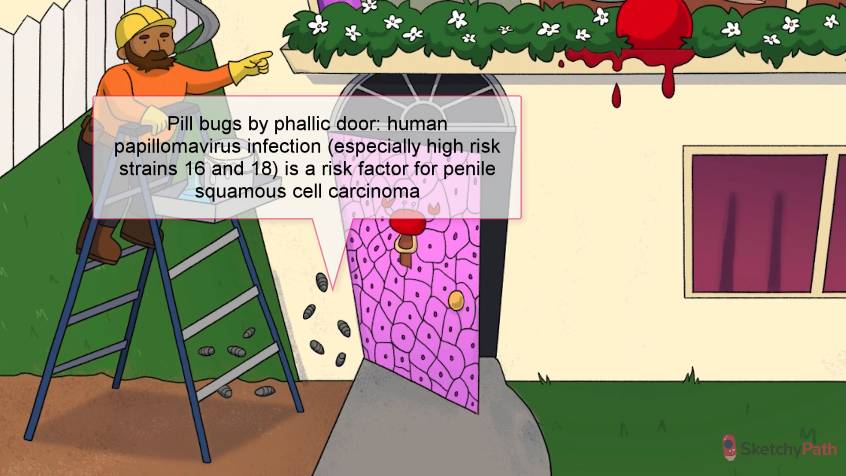 Pill bugs by phallic door: human
papillomavirus infection (especially high risk
strains 16 and 18) is a risk factor for penile
squamous cell carcinoma
SketchyPath